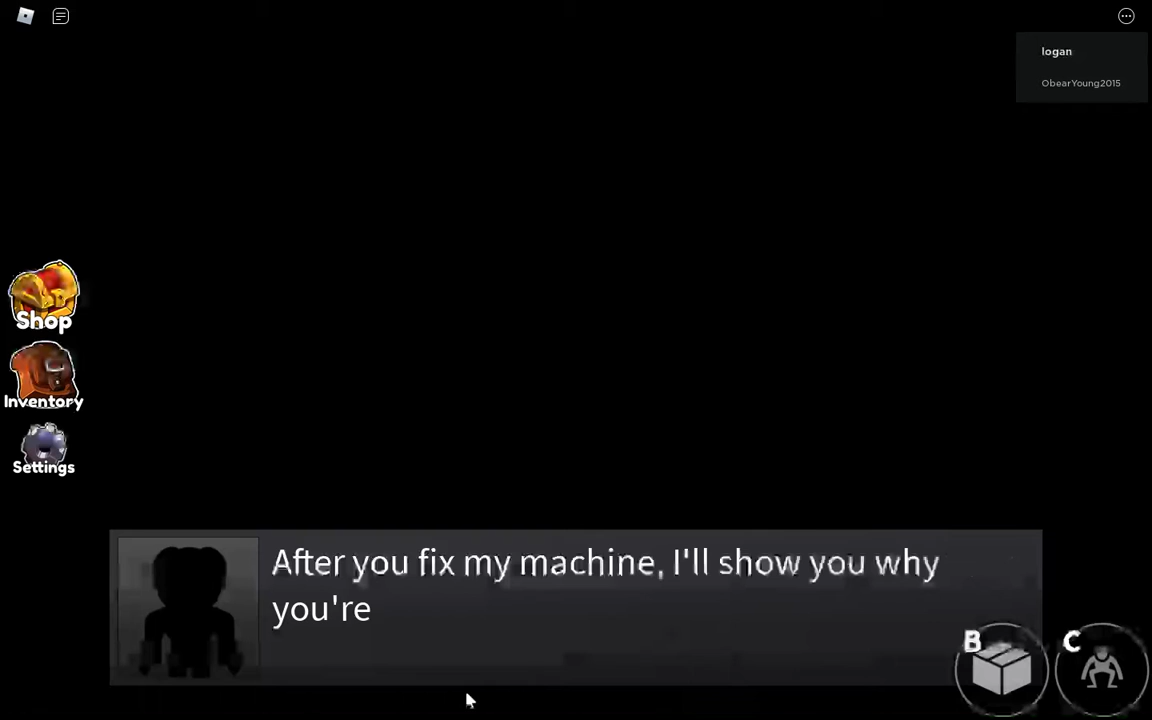 logan
ObearYoung2015
Shop
Inventory
Settings
After you fix my machine, I'll show you why
you're
B
C